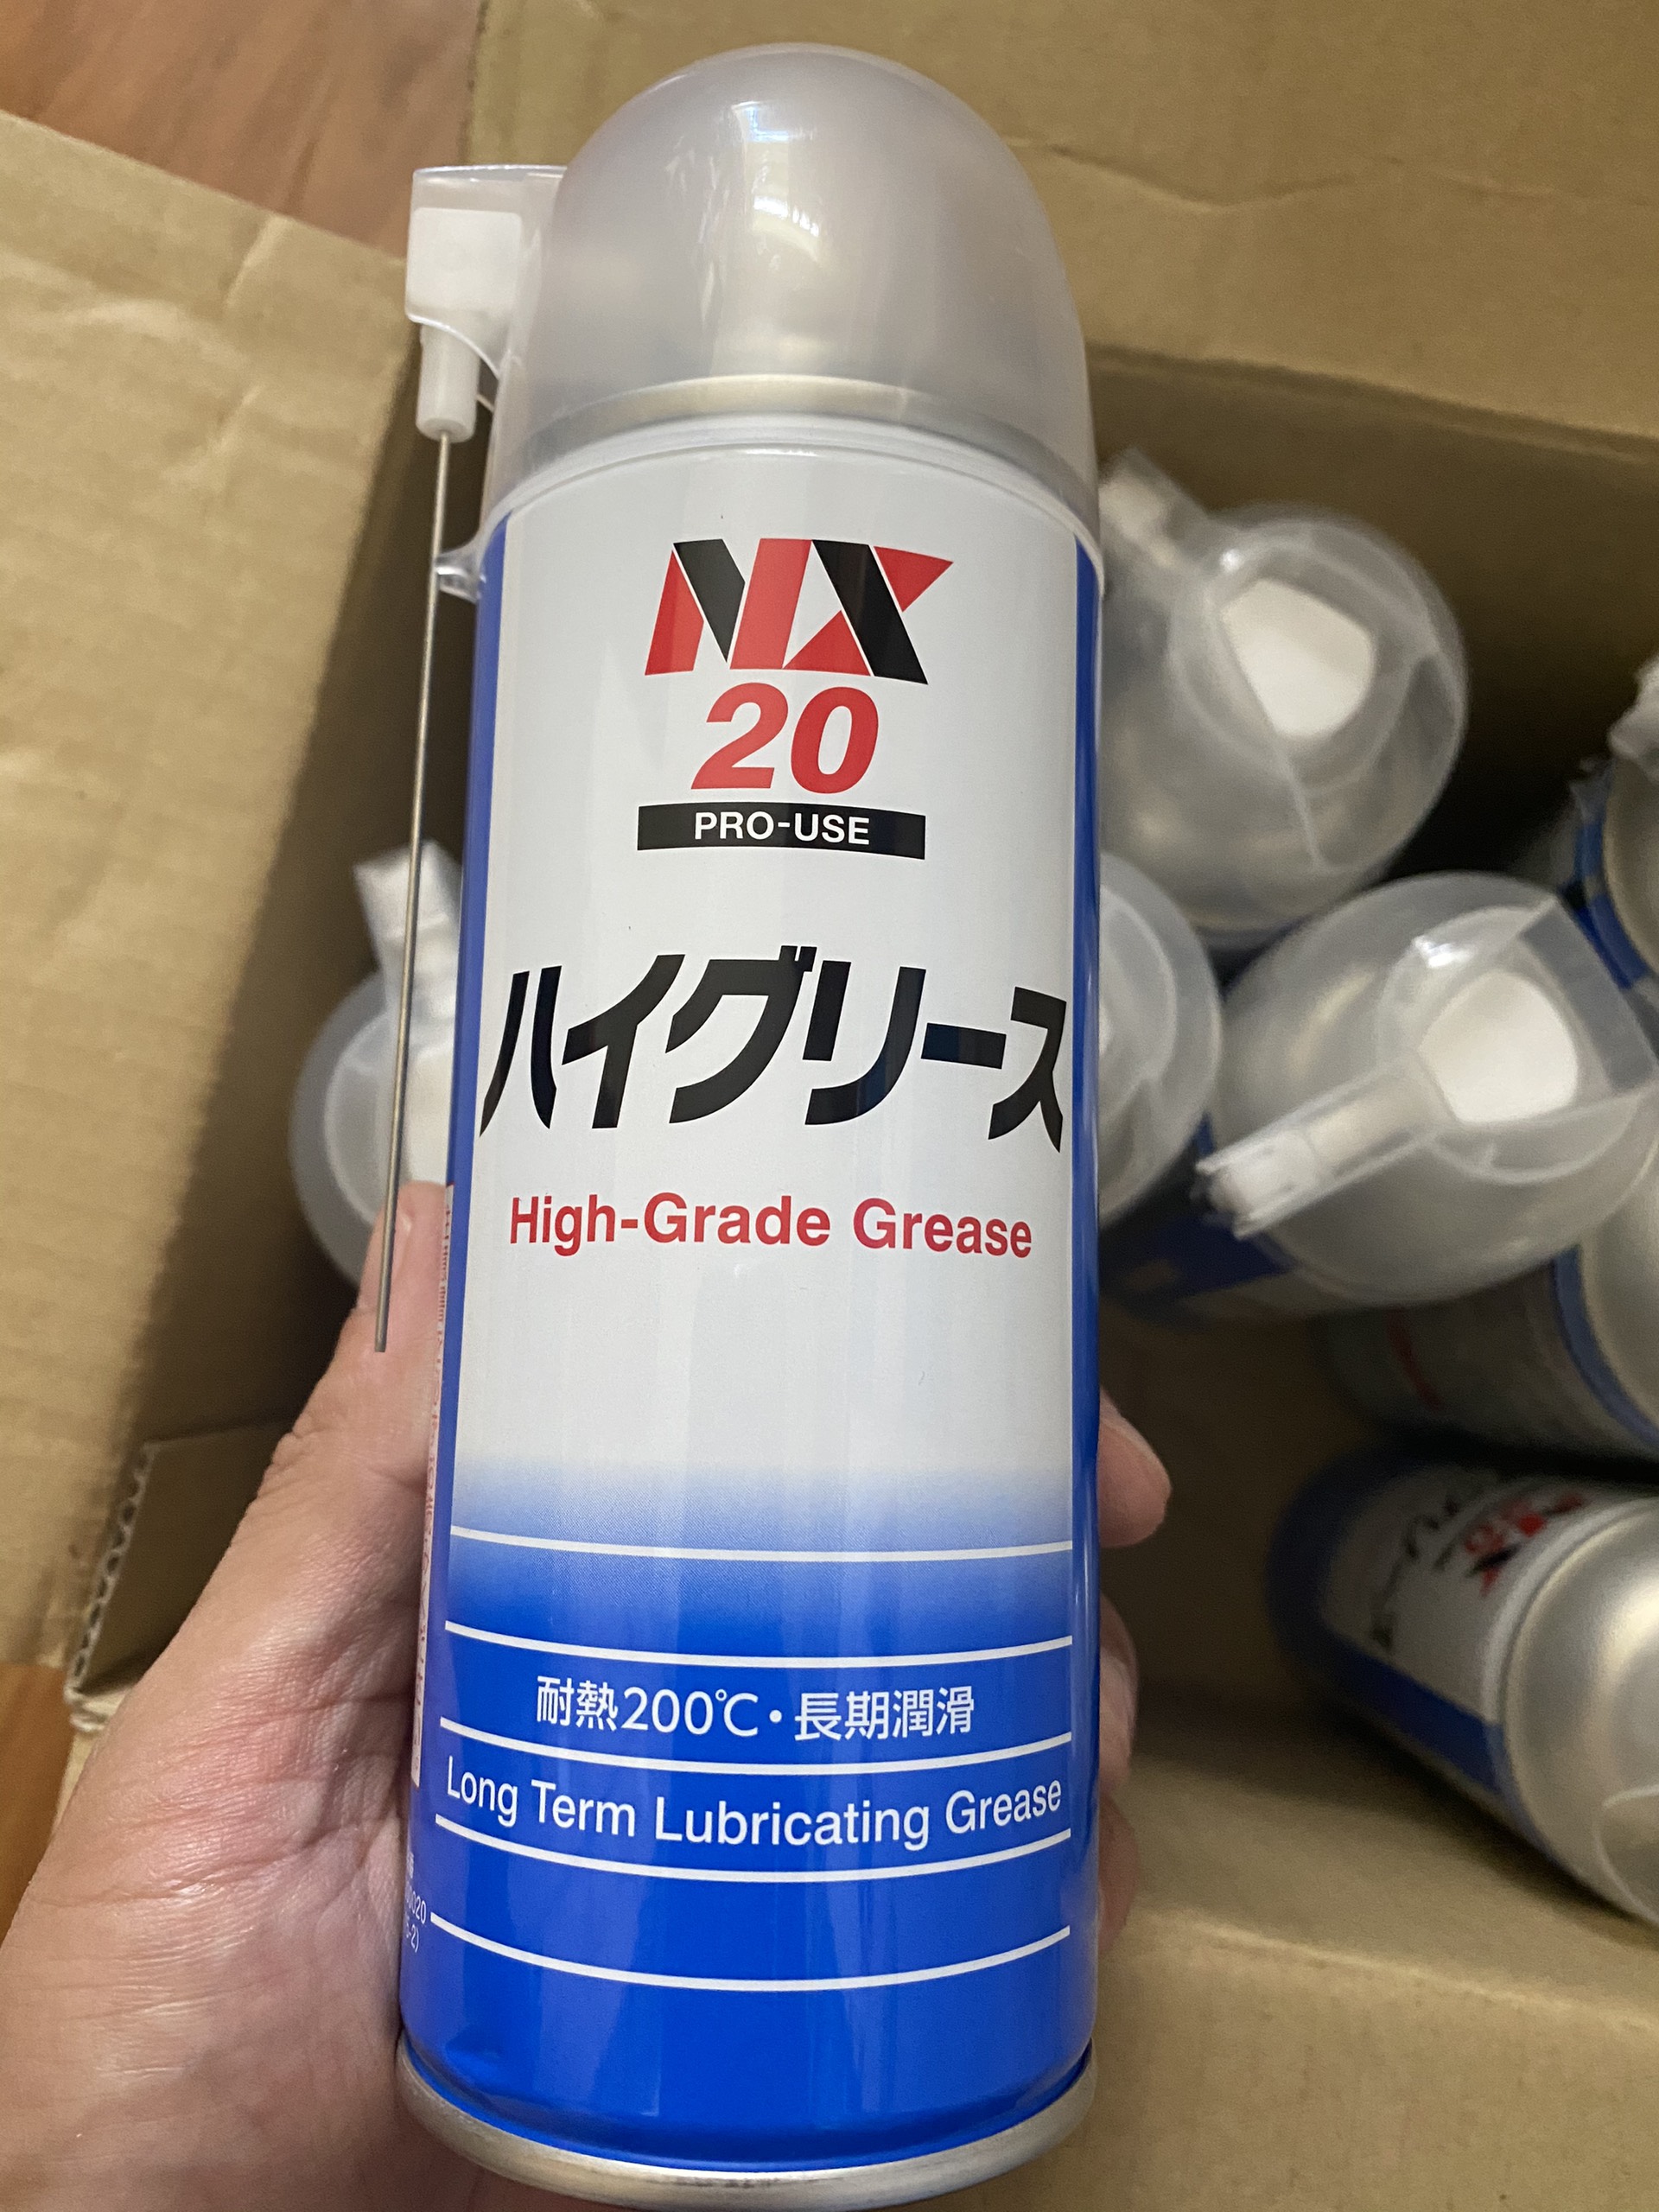 NX
20
PRO-USE
ハイグリース
High-Grade Grease
耐熱200℃・長期潤滑
Long Term Lubricating Grease